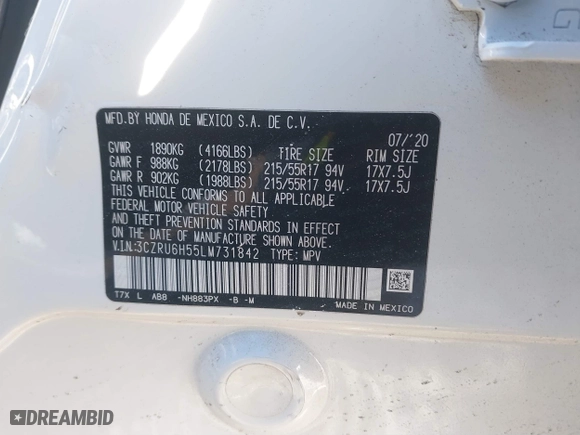 MFD.BY HONDA DE MEXICO S.A. DE C.V.
07/'20
GVWR 1890KG (4166LBS) TIRE SIZE RIM SIZE
GAWR F 988KG (2178LBS) 215/55R17 94V 17X7.5J
GAWR R 902KG (1988LBS) 215/55R17 94V 17X7.5J
THIS VEHICLE CONFORMS TO ALL APPLICABLE
FEDERAL MOTOR VEHICLE SAFETY
AND THEFT PREVENTION STANDARDS IN EFFECT
ON THE DATE OF MANUFACTURE SHOWN ABOVE.
V.IN:3CZRU6H55LM731842 TYPE: MPV
T7X L AB8 -NH883PX -B -M
MADE IN MEXICO
DREAMBID